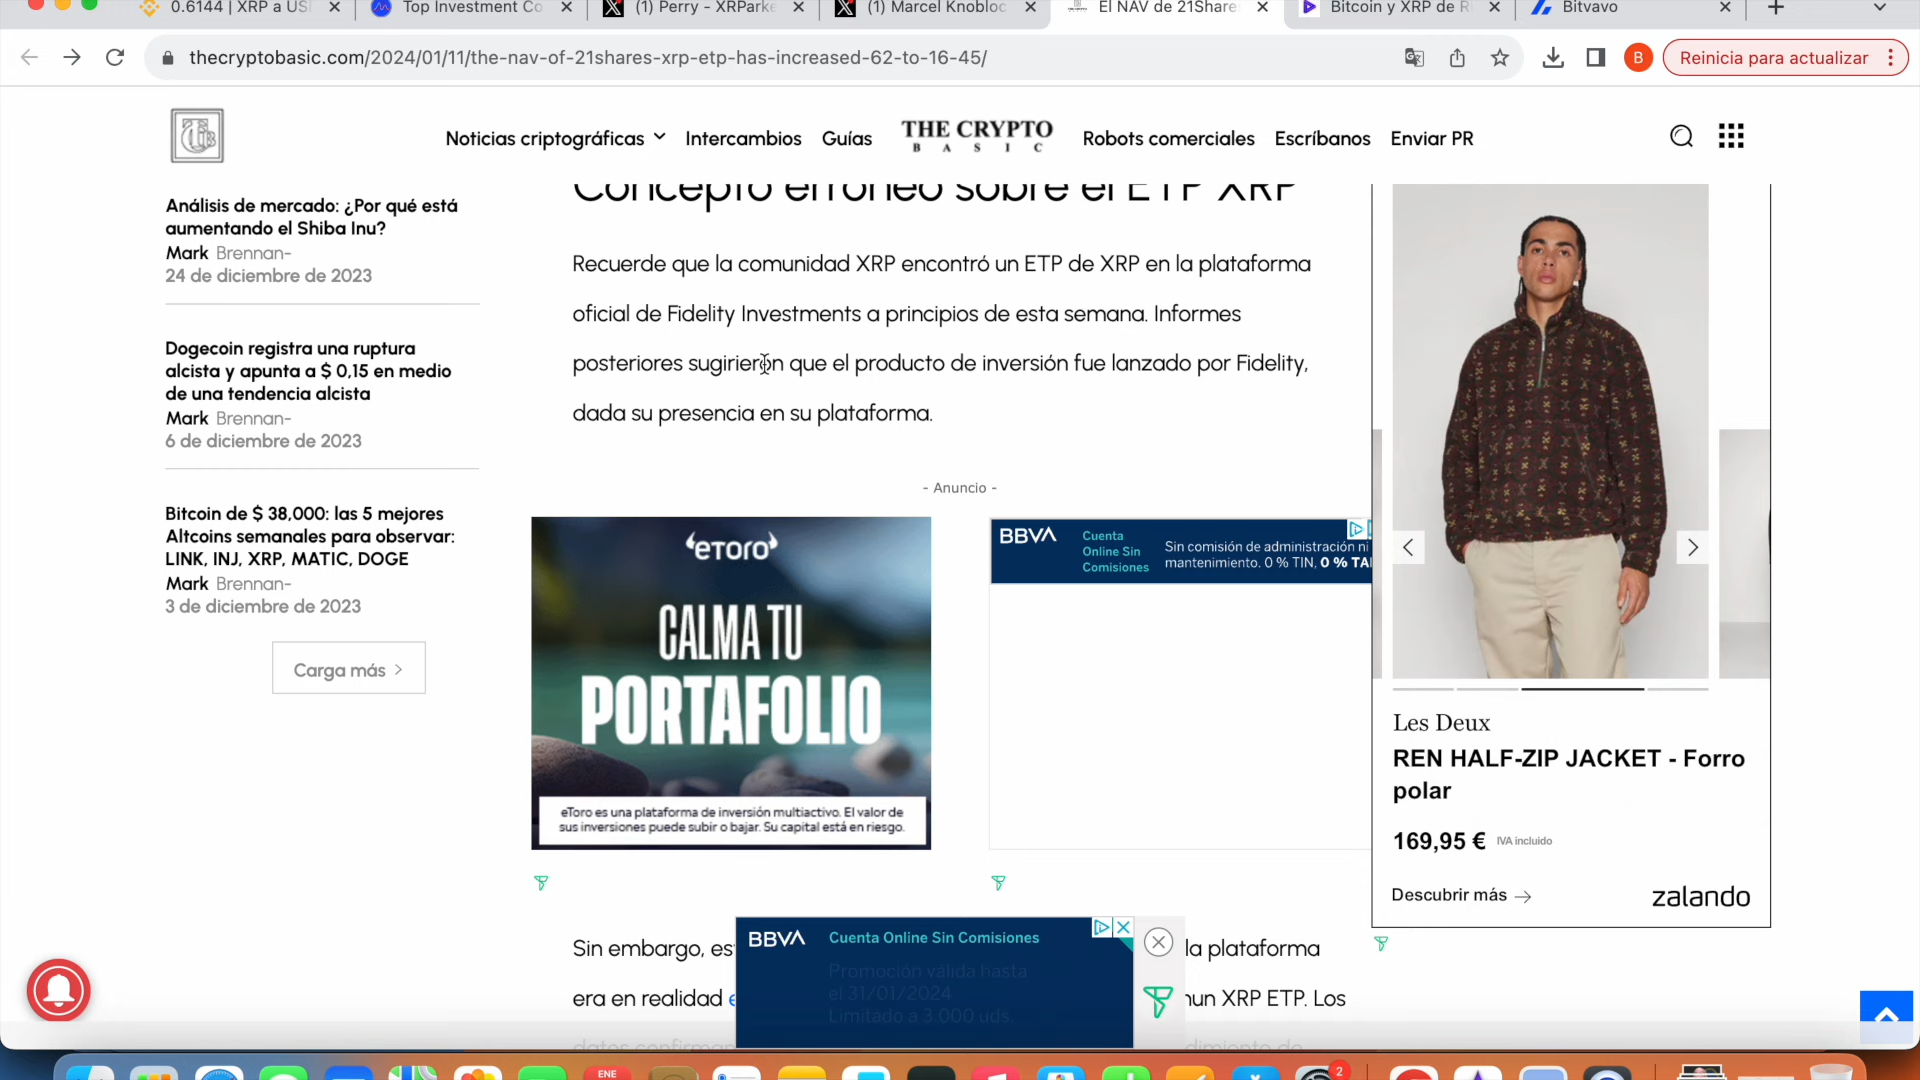 0.6144 | XRP a US
Top Investment Co
(1) Perry - XRParke
(1) Marcel Knobloc
El NAV de 21Share
Bitcoin y XRP de R
Bitvavo
thecryptobasic.com/2024/01/11/the-nav-of-21shares-xrp-etp-has-increased-62-to-16-45/
B
Reinicia para actualizar
Noticias criptográficas
Intercambios
Guías
THE CRYPTO
BASIC
Robots comerciales
Escríbanos
Enviar PR
Análisis de mercado: ¿Por qué está
aumentando el Shiba Inu?
Mark Brennan-
24 de diciembre de 2023
Dogecoin registra una ruptura
alcista y apunta a $ 0,15 en medio
de una tendencia alcista
Mark Brennan-
6 de diciembre de 2023
Bitcoin de $ 38,000: las 5 mejores
Altcoins semanales para observar:
LINK, INJ, XRP, MATIC, DOGE
Mark Brennan-
3 de diciembre de 2023
Carga más >
Concepto erróneo sobre el ETP XRP
Recuerde que la comunidad XRP encontró un ETP de XRP en la plataforma
oficial de Fidelity Investments a principios de esta semana. Informes
posteriores sugirieron que el producto de inversión fue lanzado por Fidelity,
dada su presencia en su plataforma.
- Anuncio -
eToro
CALMA TU
PORTAFOLIO
eToro es una plataforma de inversión multiactivo. El valor de
sus inversiones puede subir o bajar. Su capital está en riesgo.
BBVA
Cuenta
Online Sin
Comisiones
Sin comisión de administración ni
mantenimiento. 0 % TIN, 0 % TA
Les Deux
REN HALF-ZIP JACKET - Forro
polar
169,95 € IVA incluido
Descubrir más →
zalando
Sin embargo, es
la plataforma
era en realidad
un XRP ETP. Los
datos confirma
dimiento de
BBVA
Cuenta Online Sin Comisiones
Promoción válida hasta
el 31/01/2024
Limitado a 3.000 uds.
ENE
2